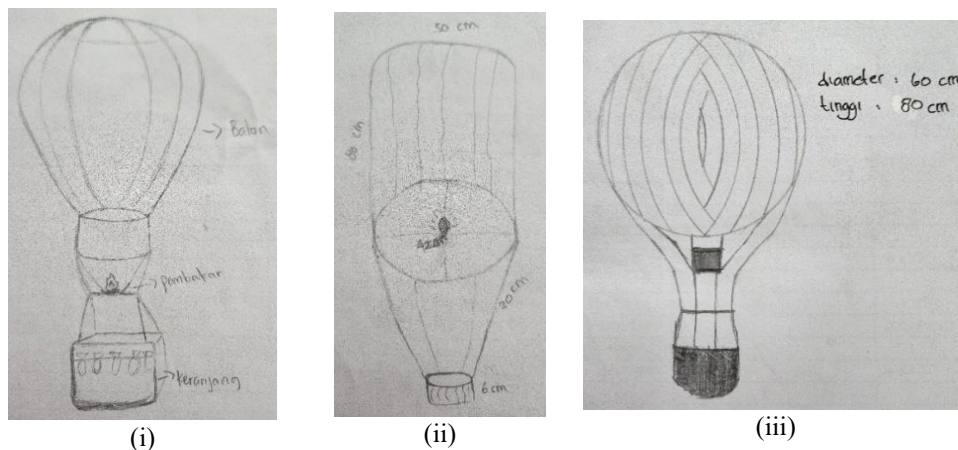 → Balon
→ pembakar
→ keranjang
(i)
50 cm
80 cm
20 cm
6 cm
(ii)
diameter : 60 cm
tinggi : 80 cm
(iii)